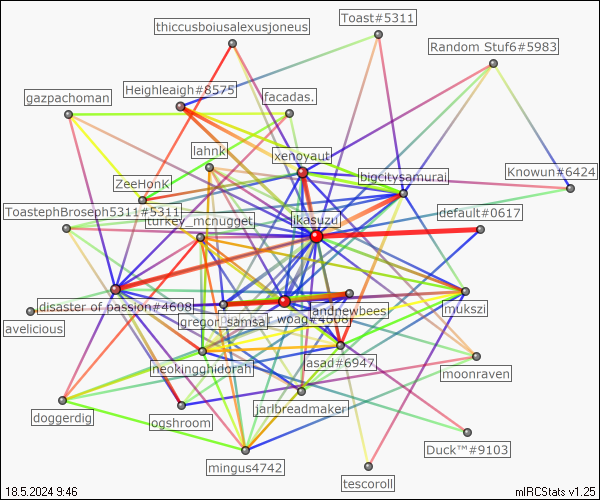 thiccusboiusalexusjoneus
Toast#5311
Random Stuf6#5983
Heighleaigh#8575
gazpachoman
facadas.
lahnk
xenoyaut
bigcitysamurai
Knowun#6424
ZeeHonK
ToastephBroseph5311#5311
turkey_mcnugget
ikasuzu
default#0617
disaster of passion#4608
mukszi
landnewbees
gregor_samsa
woag#4608
avelicious
neokingghidorah
asad#6947
moonraven
doggerdig
ogshroom
jarlbreadmaker
Duck™#9103
mingus4742
tescoroll
18.5.2024 9:46
mIRCStats v1.25